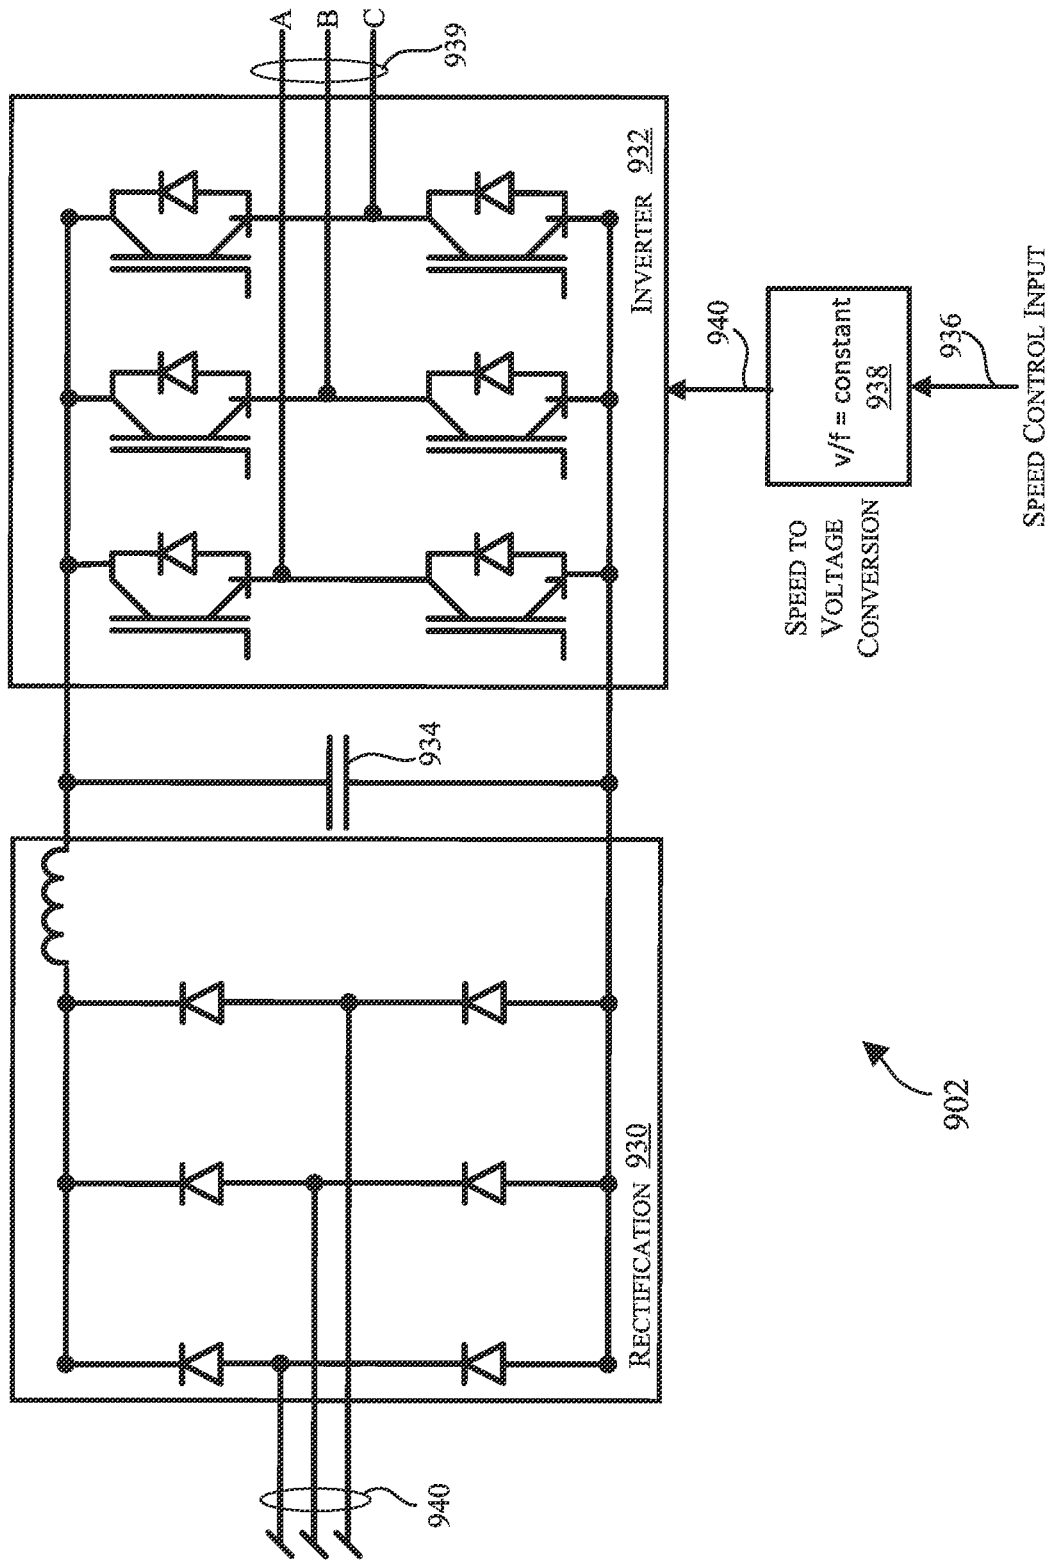 940
RECTIFICATION 930
934
INVERTER 932
A
B
C
939
940
v/f = constant
938
SPEED TO
VOLTAGE
CONVERSION
936
SPEED CONTROL INPUT
902